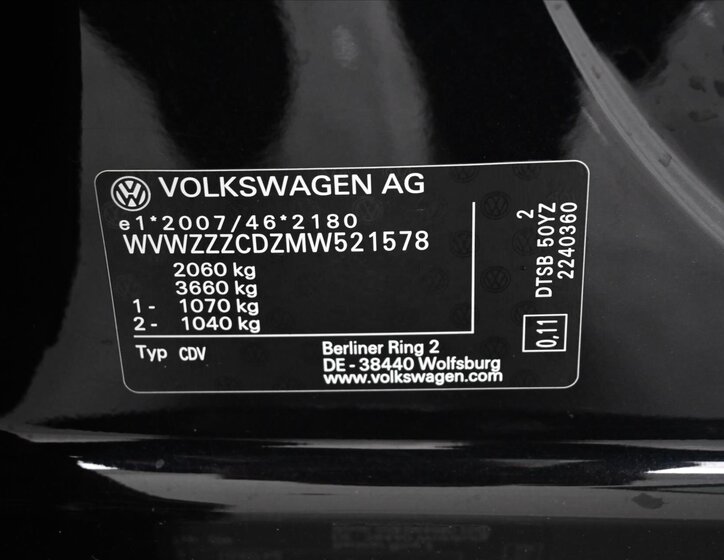 VOLKSWAGEN AG
e1*2007/46*2180
WVWZZZCDZMW521578
2060 kg
3660 kg
1- 1070 kg
2- 1040 kg
Typ CDV
Berliner Ring 2
DE - 38440 Wolfsburg
www.volkswagen.com
2
DTSB 50YZ
2240360
0,11